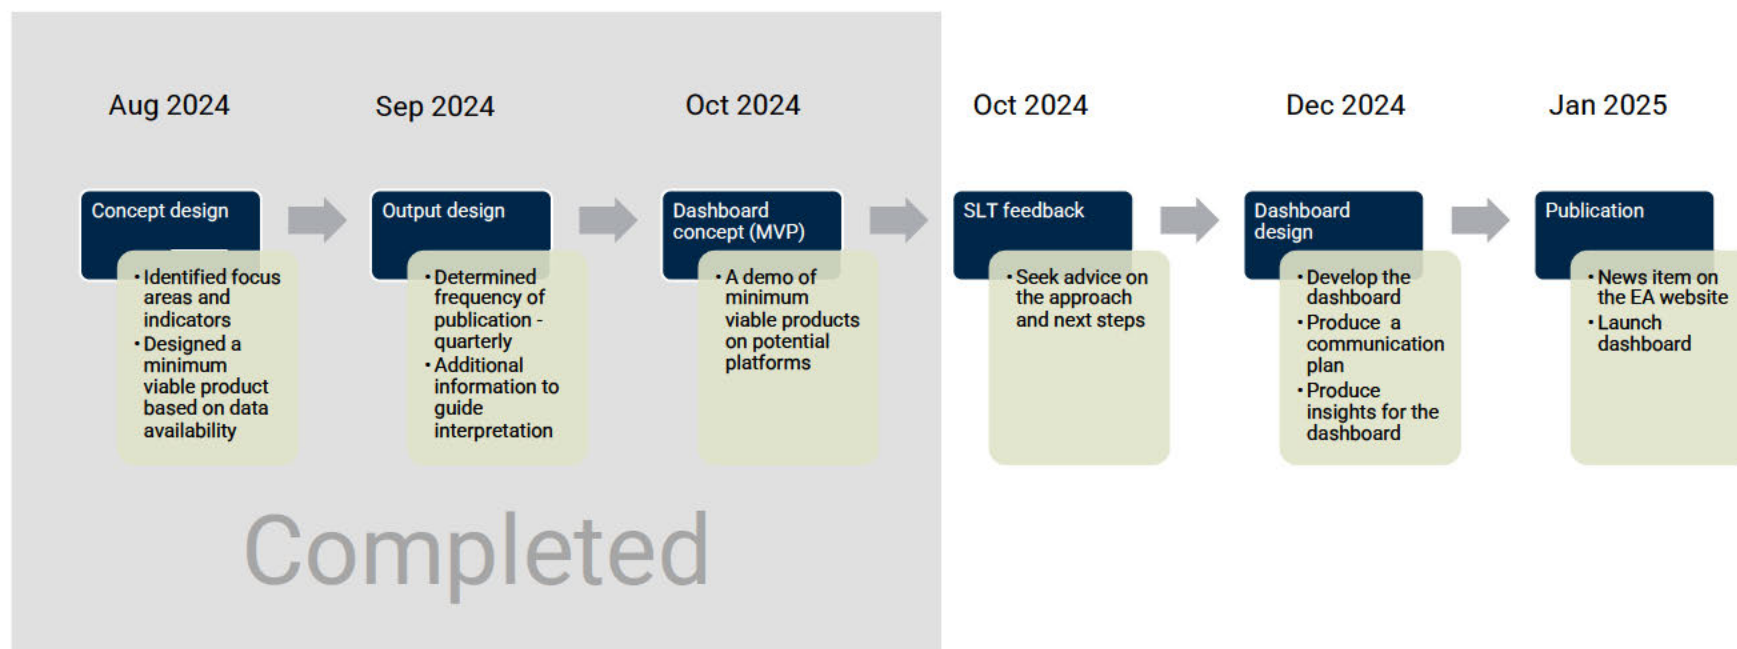 Aug 2024
Sep 2024
Oct 2024
Oct 2024
Dec 2024
Jan 2025
Concept design
• Identified focus
areas and
indicators
• Designed a
minimum
viable product
based on data
availability
Output design
• Determined
frequency of
publication -
quarterly
• Additional
information to
guide
interpretation
Dashboard
concept (MVP)
• A demo of
minimum
viable products
on potential
platforms
SLT feedback
• Seek advice on
the approach
and next steps
Dashboard
design
• Develop the
dashboard
• Produce a
communication
plan
• Produce
insights for the
dashboard
Publication
• News item on
the EA website
• Launch
dashboard
Completed